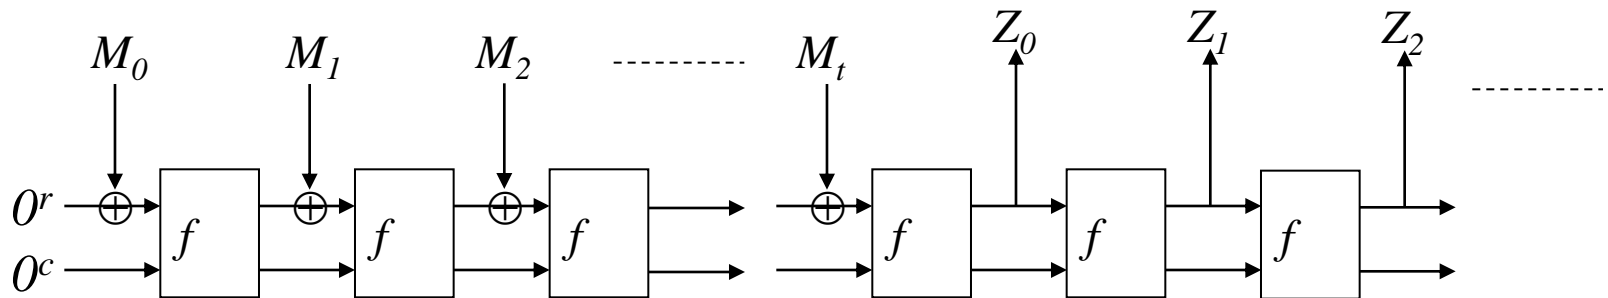 M₀ M₁ M₂ Mₜ Z₀ Z₁ Z₂
0ʳ f f f f f f
0ᶜ